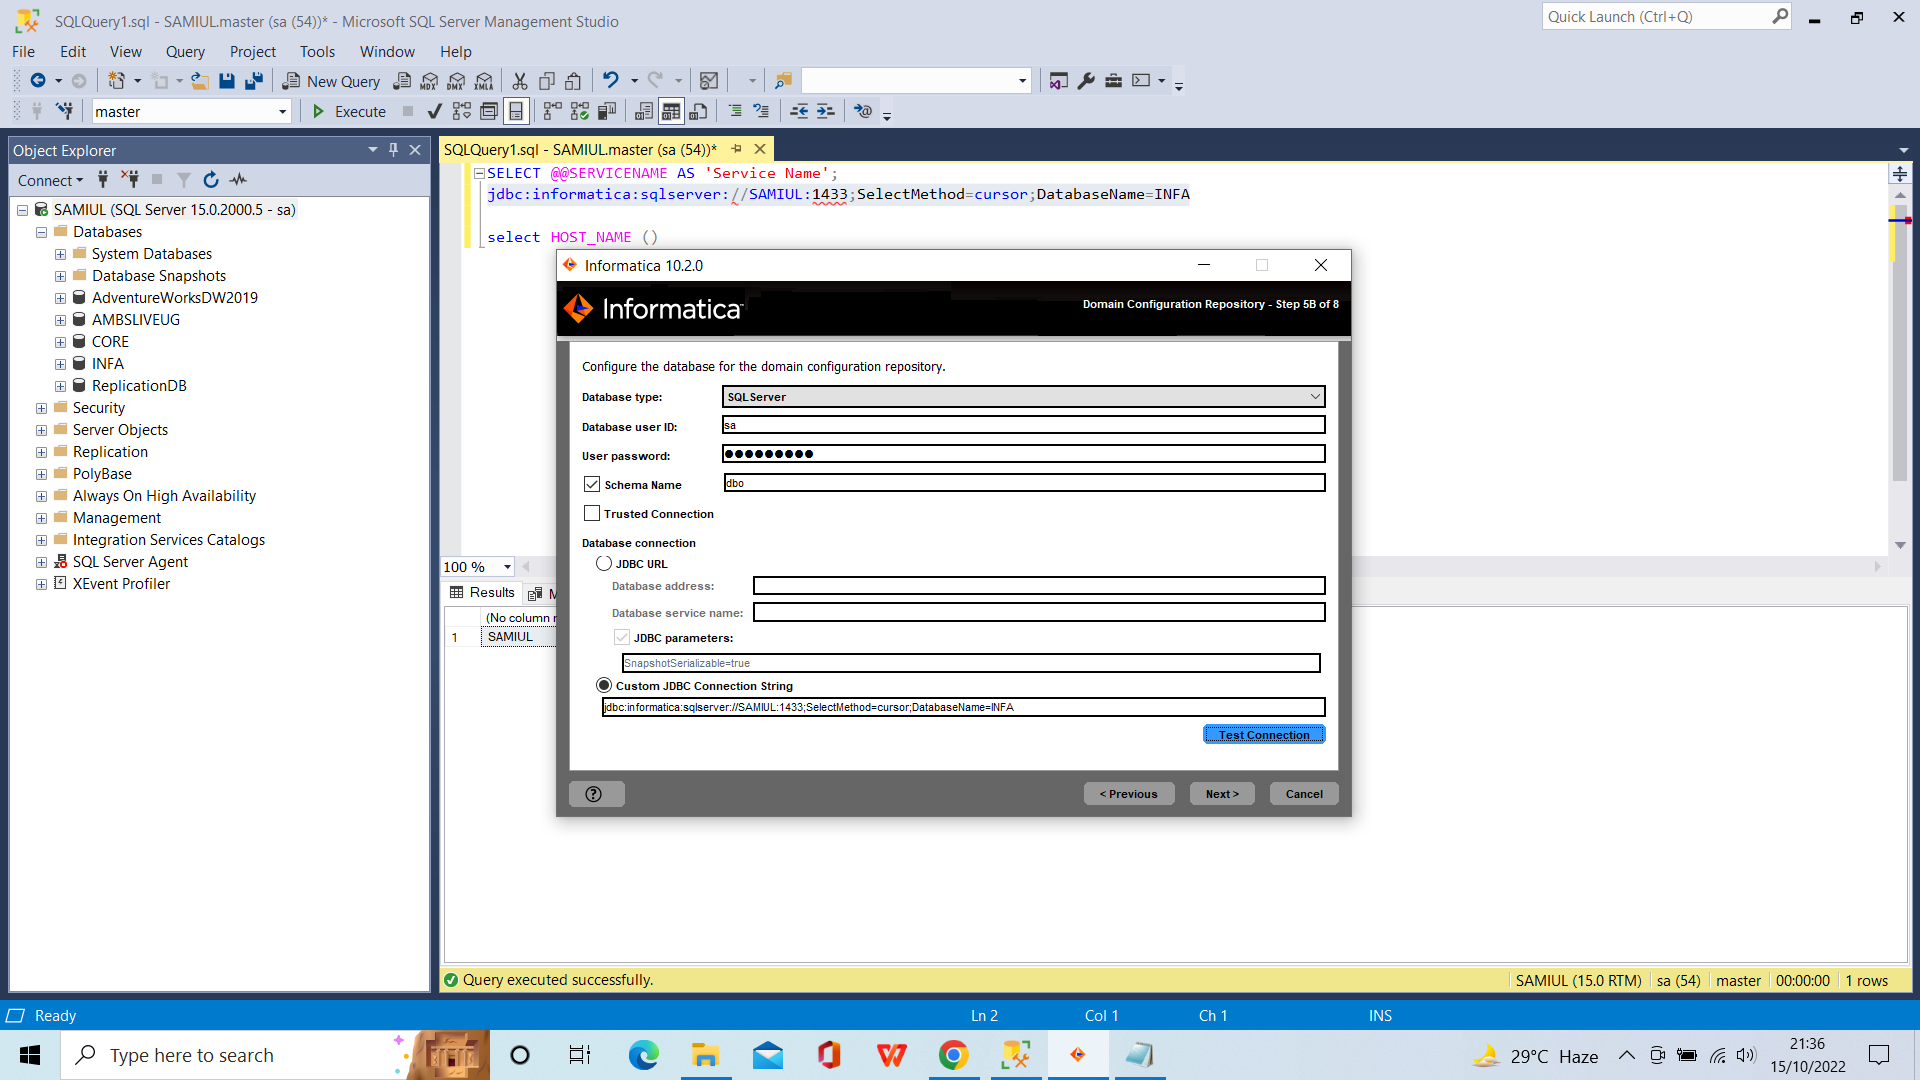 SQLQuery1.sql - SAMIUL.master (sa (54))* - Microsoft SQL Server Management Studio
Quick Launch (Ctrl+Q)
File Edit View Query Project Tools Window Help
New Query
MDX DMX XMLA
master
Execute
Object Explorer
Connect
SAMIUL (SQL Server 15.0.2000.5 - sa)
Databases
System Databases
Database Snapshots
AdventureWorksDW2019
AMBSLIVEUG
CORE
INFA
ReplicationDB
Security
Server Objects
Replication
PolyBase
Always On High Availability
Management
Integration Services Catalogs
SQL Server Agent
XEvent Profiler
SQLQuery1.sql - SAMIUL.master (sa (54))*
SELECT @@SERVICENAME AS 'Service Name';
jdbc:informatica:sqlserver://SAMIUL:1433;SelectMethod=cursor;DatabaseName=INFA
select HOST_NAME ()
100 %
Results
(No column
1 SAMIUL
Informatica 10.2.0
Informatica
Domain Configuration Repository - Step 5B of 8
Configure the database for the domain configuration repository.
Database type: SQLServer
Database user ID: sa
User password: ●●●●●●●●●
Schema Name dbo
Trusted Connection
Database connection
JDBC URL
Database address:
Database service name:
JDBC parameters:
SnapshotSerializable=true
Custom JDBC Connection String
jdbc:informatica:sqlserver://SAMIUL:1433;SelectMethod=cursor;DatabaseName=INFA
Test Connection
< Previous Next > Cancel
Query executed successfully.
SAMIUL (15.0 RTM) sa (54) master 00:00:00 1 rows
Ready Ln 2 Col 1 Ch 1 INS
Type here to search
29°C Haze
21:36
15/10/2022